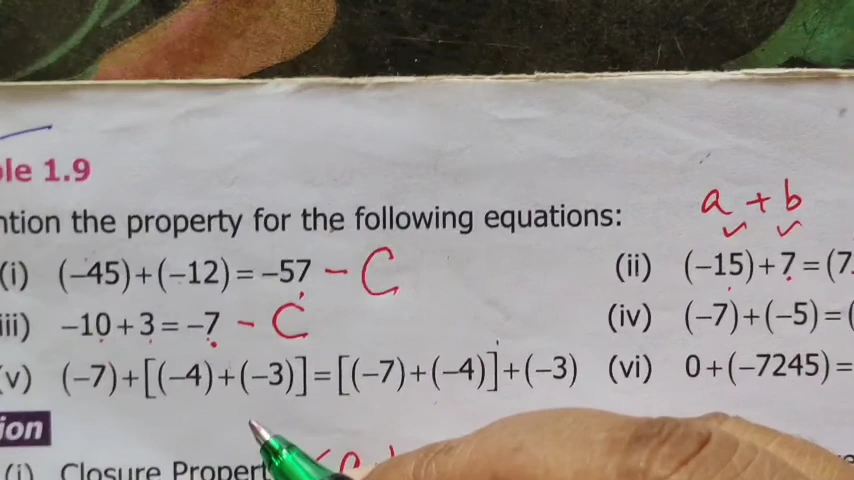 le 1.9
a + b
ntion the property for the following equations:
(i) (−45)+(−12)= −57 − C (ii) (−15)+7=(7
iii) −10+3=−7 − C (iv) (−7)+(−5)=(
v) (−7)+[(−4)+(−3)]=[(−7)+(−4)]+(−3) (vi) 0+(−7245)=
ion
(i) Closure Propert